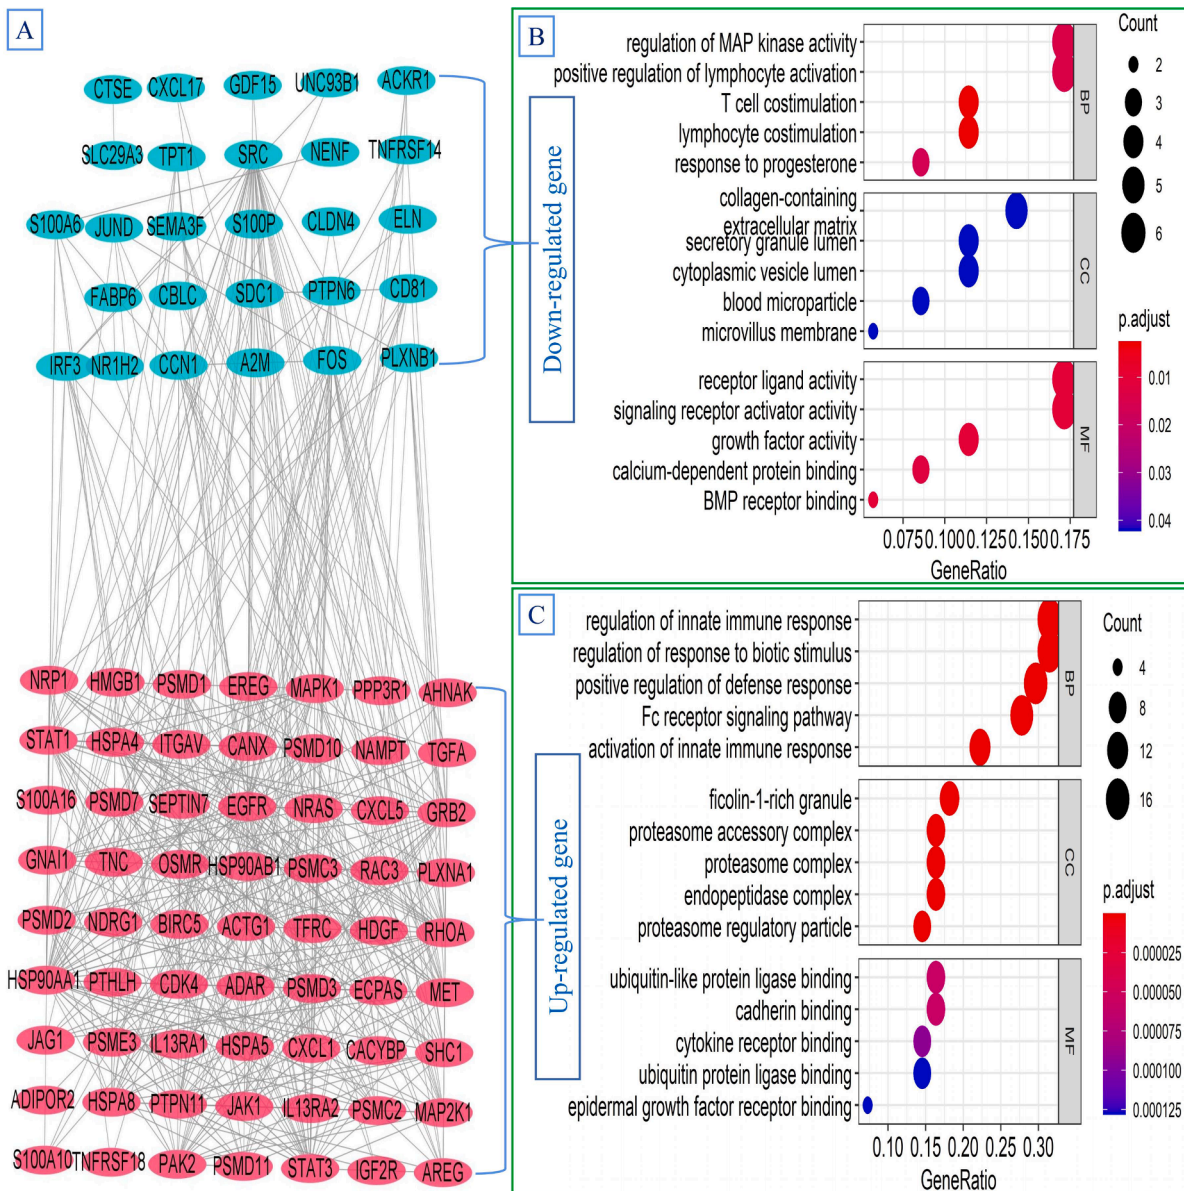 A
CTSE CXCL17 GDF15 UNC93B1 ACKR1
SLC29A3 TPT1 SRC NENF TNFRSF14
S100A6 JUND SEMA3F S100P CLDN4 ELN
FABP6 CBLC SDC1 PTPN6 CD81
IRF3 NR1H2 CCN1 A2M FOS PLXNB1
Down-regulated gene
NRP1 HMGB1 PSMD1 EREG MAPK1 PPP3R1 AHNAK
STAT1 HSPA4 ITGAV CANX PSMD10 NAMPT TGFA
S100A16 PSMD7 SEPTIN7 EGFR NRAS CXCL5 GRB2
GNAI1 TNC OSMR HSP90AB1 PSMC3 RAC3 PLXNA1
PSMD2 NDRG1 BIRC5 ACTG1 TFRC HDGF RHOA
HSP90AA1 PTHLH CDK4 ADAR PSMD3 ECPAS MET
JAG1 PSME3 IL13RA1 HSPA5 CXCL1 CACYBP SHC1
ADIPOR2 HSPA8 PTPN11 JAK1 IL13RA2 PSMC2 MAP2K1
S100A10 TNFRSF18 PAK2 PSMD11 STAT3 IGF2R AREG
Up-regulated gene
B
regulation of MAP kinase activity
positive regulation of lymphocyte activation
T cell costimulation
lymphocyte costimulation
response to progesterone
BP
collagen-containing
extracellular matrix
secretory granule lumen
cytoplasmic vesicle lumen
blood microparticle
microvillus membrane
CC
receptor ligand activity
signaling receptor activator activity
growth factor activity
calcium-dependent protein binding
BMP receptor binding
MF
0.075 0.100 0.125 0.150 0.175
GeneRatio
Count
2
3
4
5
6
p.adjust
0.01
0.02
0.03
0.04
C
regulation of innate immune response
regulation of response to biotic stimulus
positive regulation of defense response
Fc receptor signaling pathway
activation of innate immune response
BP
ficolin-1-rich granule
proteasome accessory complex
proteasome complex
endopeptidase complex
proteasome regulatory particle
CC
ubiquitin-like protein ligase binding
cadherin binding
cytokine receptor binding
ubiquitin protein ligase binding
epidermal growth factor receptor binding
MF
0.10 0.15 0.20 0.25 0.30
GeneRatio
Count
4
8
12
16
p.adjust
0.000025
0.000050
0.000075
0.000100
0.000125